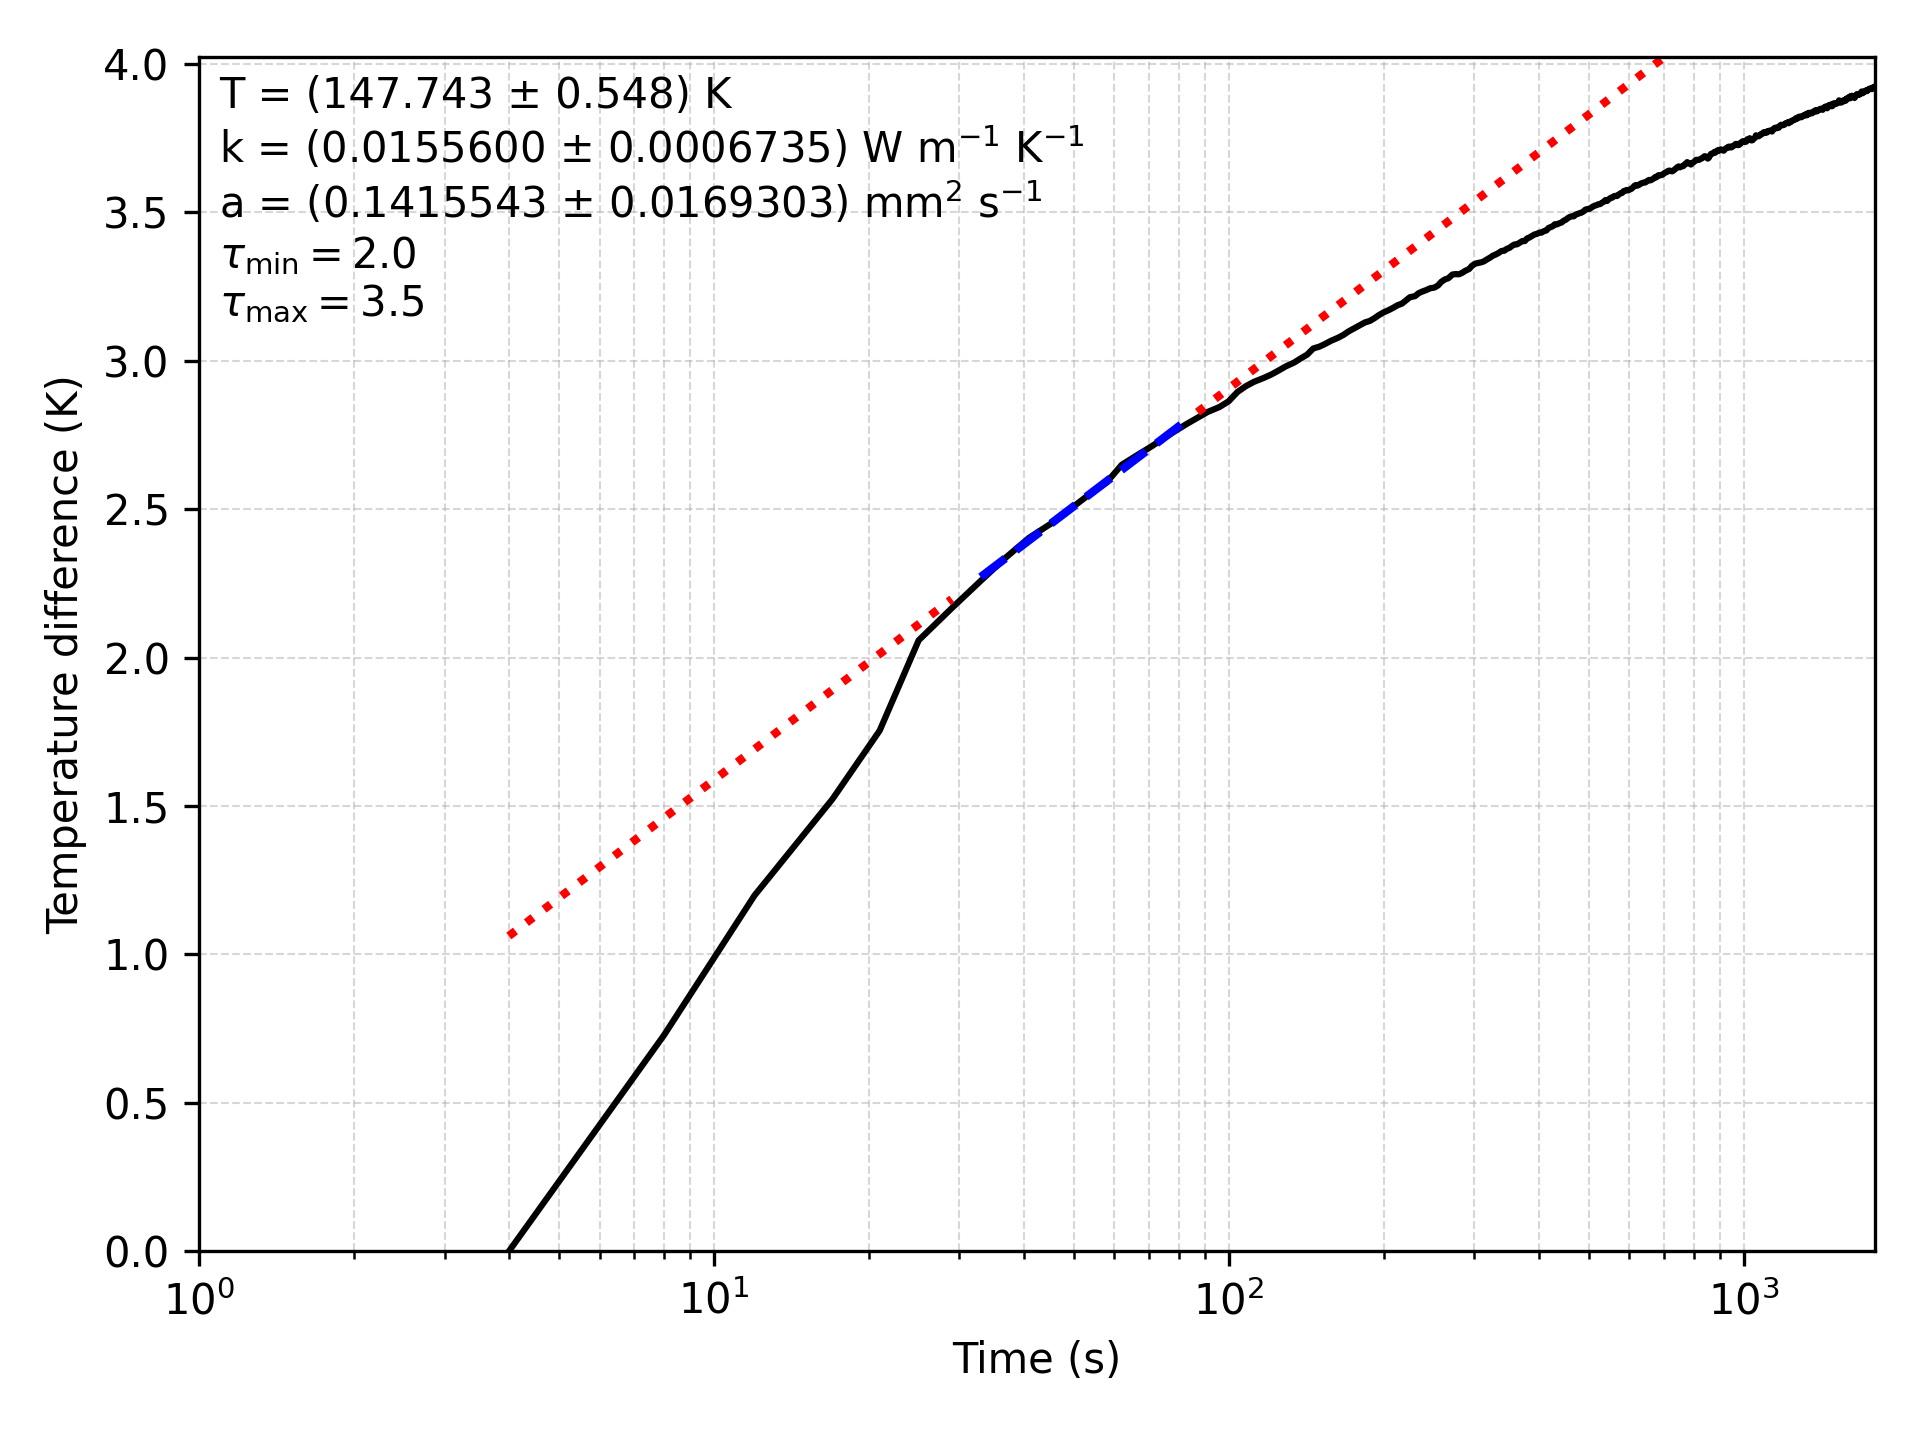 T = (147.743 ± 0.548) K
k = (0.0155600 ± 0.0006735) W m⁻¹ K⁻¹
a = (0.1415543 ± 0.0169303) mm² s⁻¹
τmin = 2.0
τmax = 3.5
4.0
3.5
3.0
2.5
2.0
1.5
1.0
0.5
0.0
Temperature difference (K)
10⁰ 10¹ 10² 10³
Time (s)